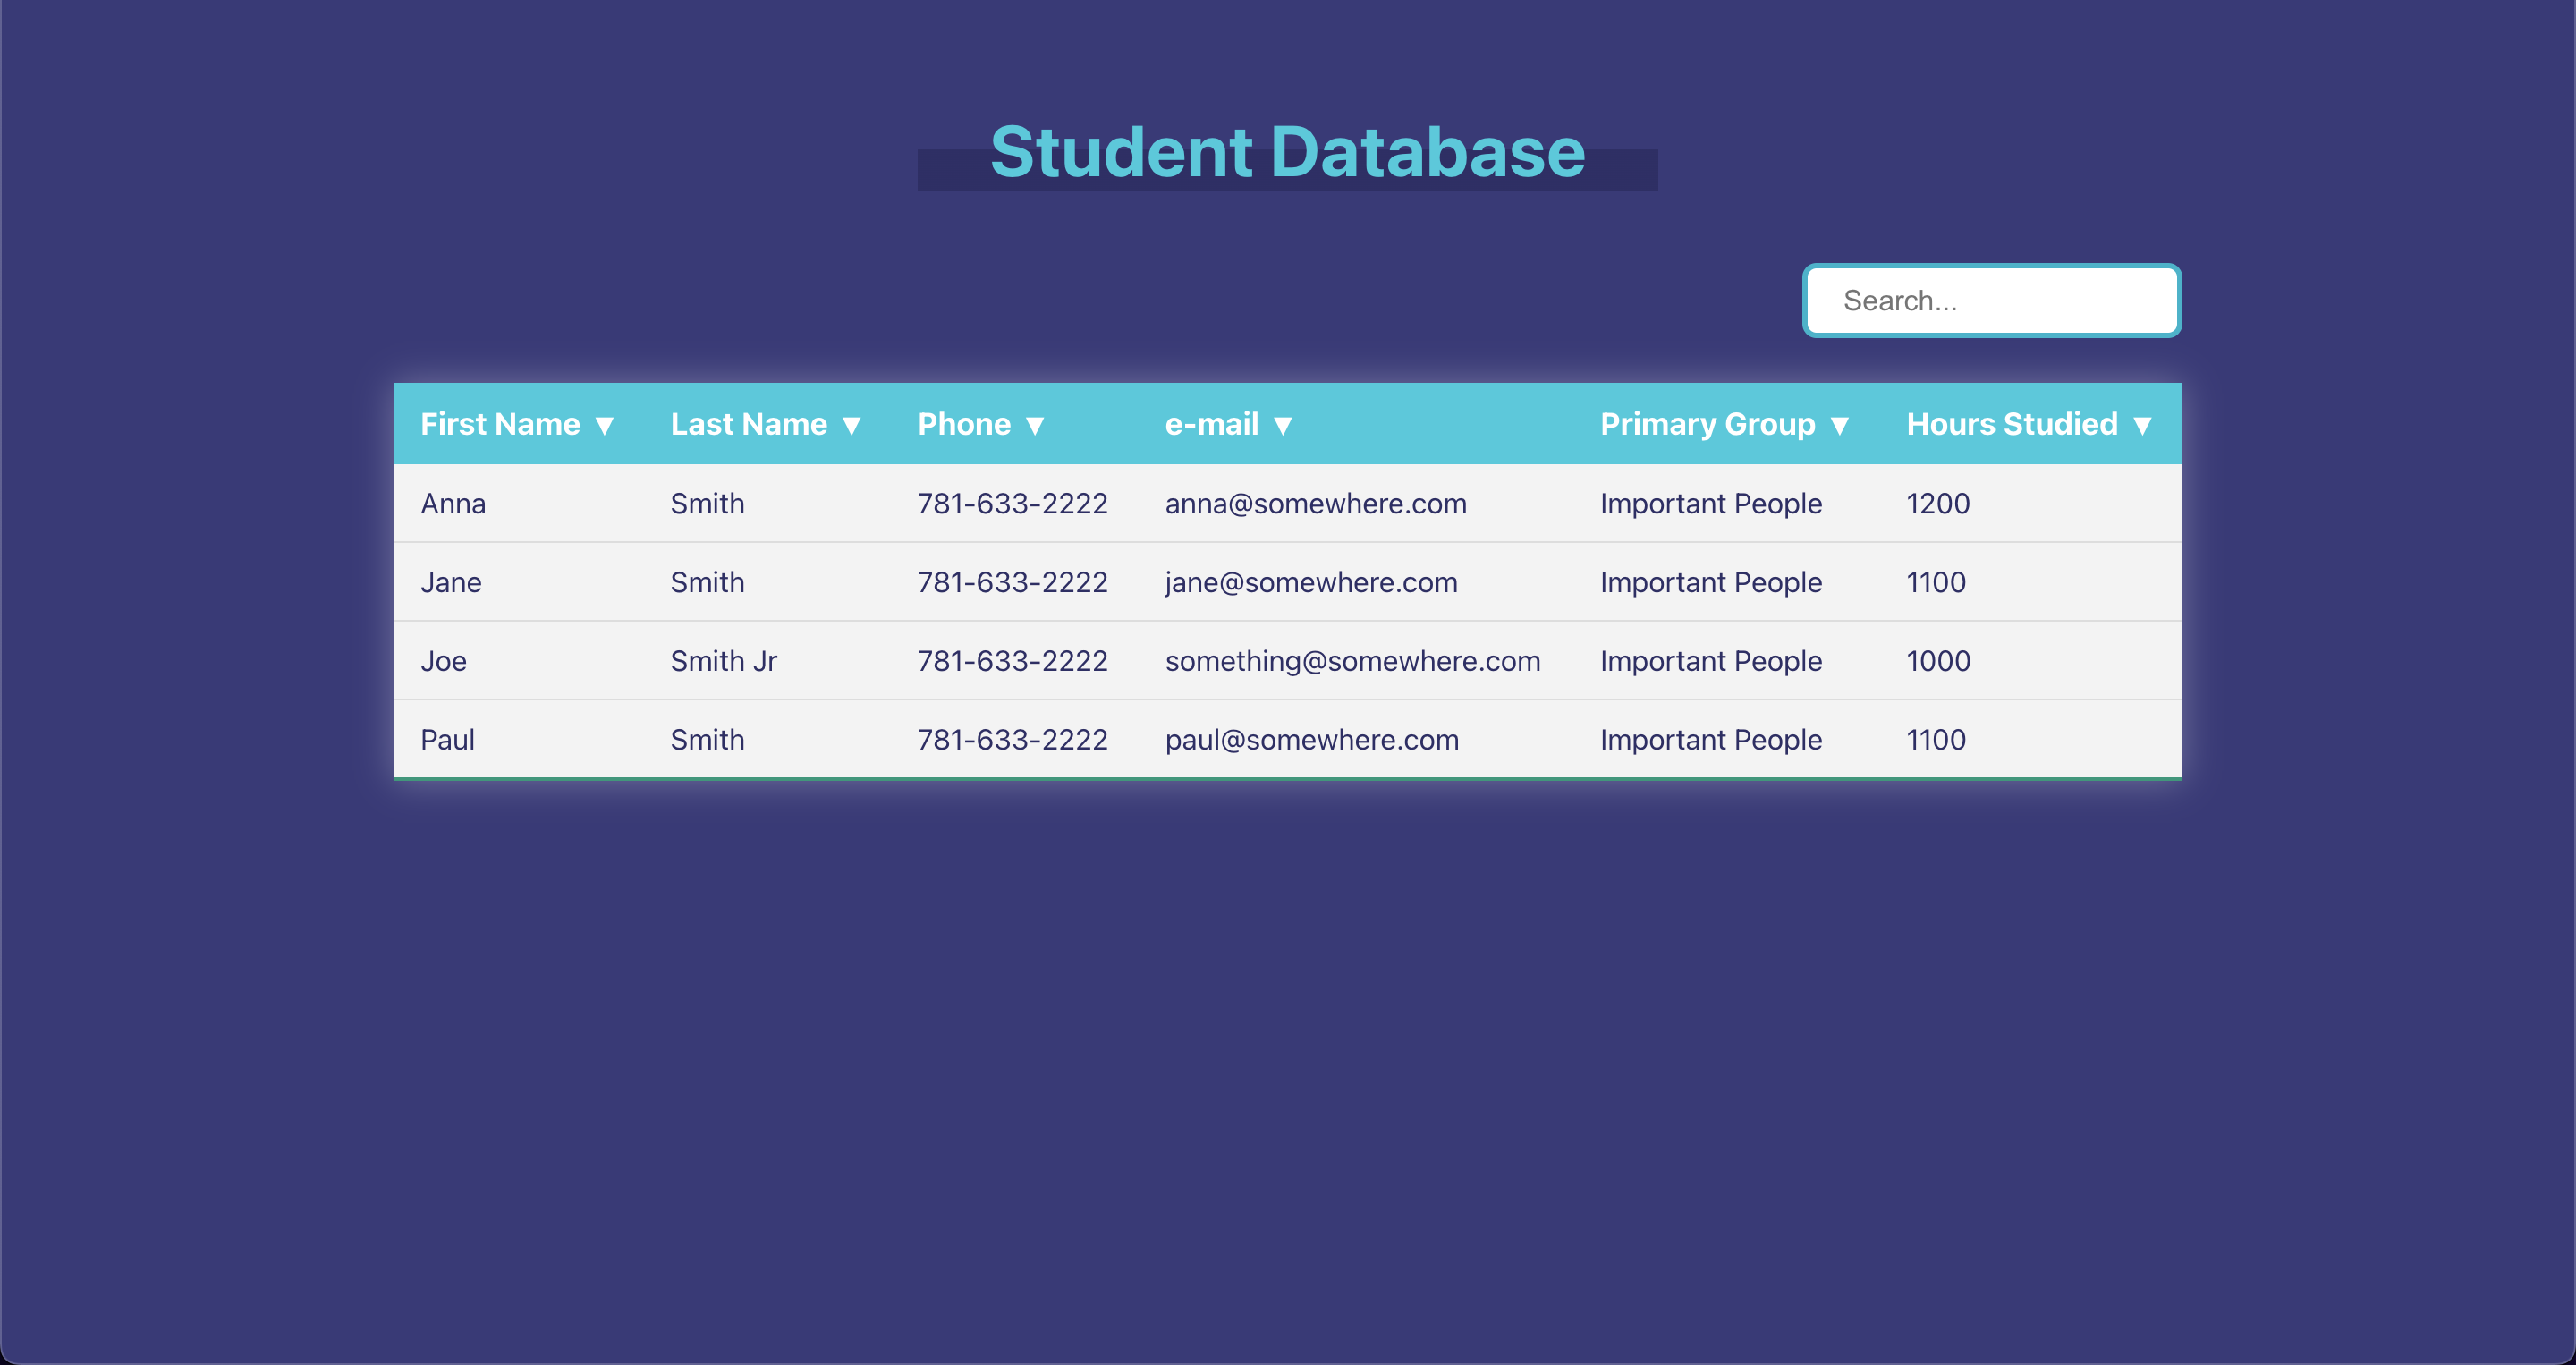 Student Database
Search...
First Name ▼ Last Name ▼ Phone ▼ e-mail ▼ Primary Group ▼ Hours Studied ▼
Anna Smith 781-633-2222 anna@somewhere.com Important People 1200
Jane Smith 781-633-2222 jane@somewhere.com Important People 1100
Joe Smith Jr 781-633-2222 something@somewhere.com Important People 1000
Paul Smith 781-633-2222 paul@somewhere.com Important People 1100